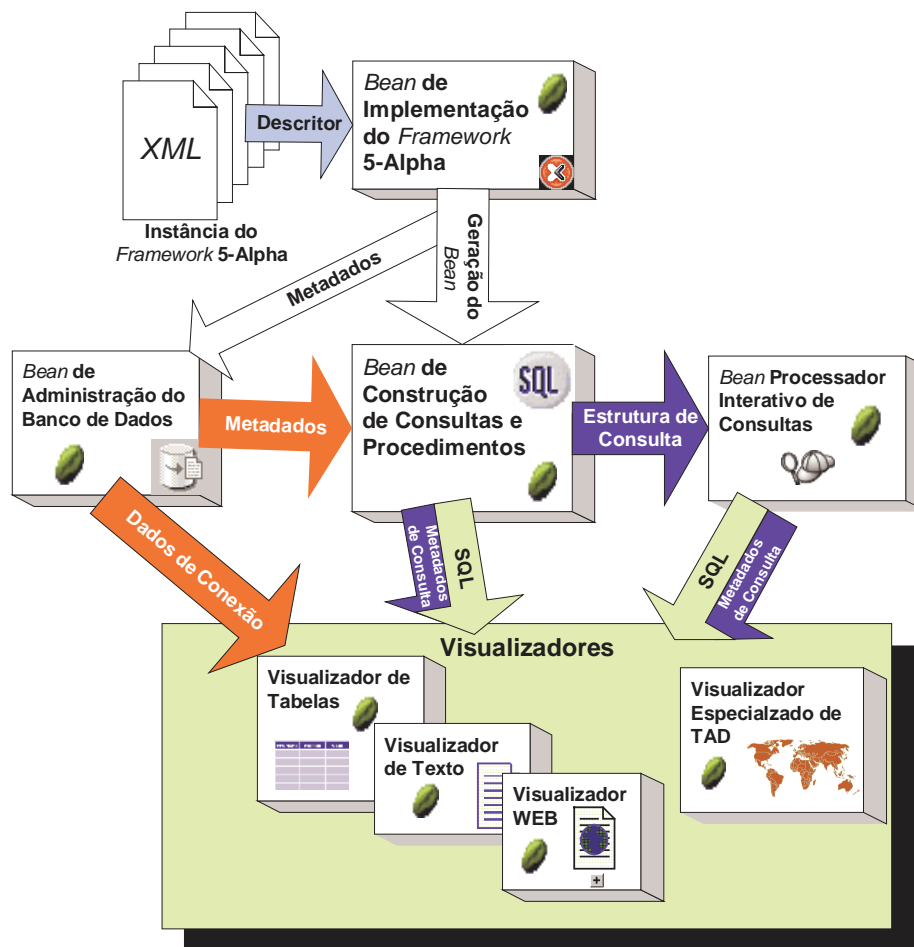 XML
Descritor
Bean de
Implementação
do Framework
5-Alpha
Instância do
Framework 5-Alpha
Metadados
Geração do
Bean
Bean de
Administração do
Banco de Dados
Metadados
Bean de
Construção
de Consultas e
Procedimentos
SQL
Estrutura de
Consulta
Bean Processador
Interativo de
Consultas
Dados de Conexão
Metadados
de Consulta
SQL
SQL
Metadados
de Consulta
Visualizadores
Visualizador de
Tabelas
Visualizador
de Texto
Visualizador
WEB
Visualizador
Especialzado de
TAD